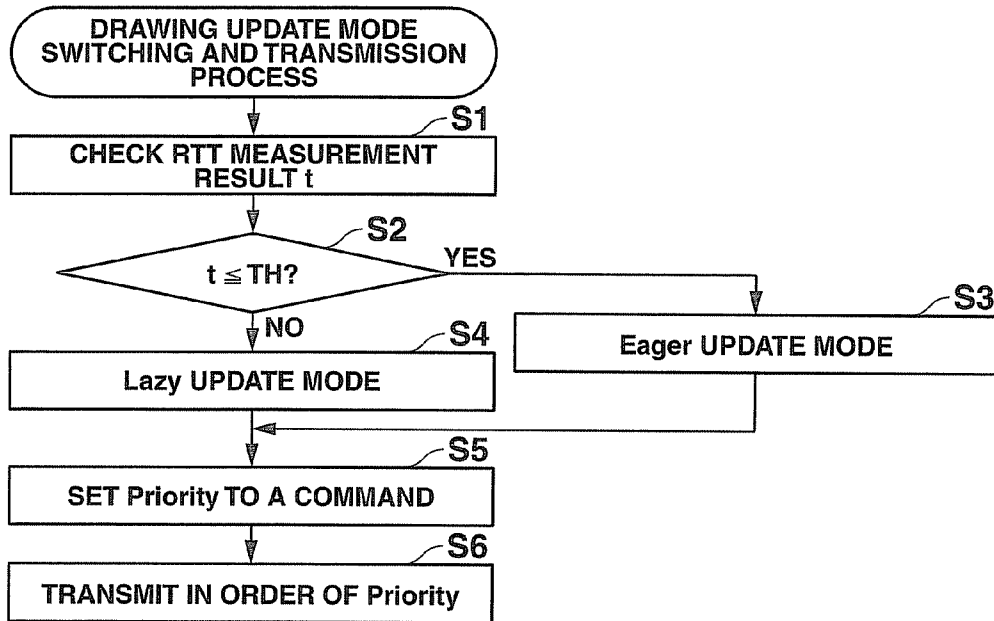 DRAWING UPDATE MODE
SWITCHING AND TRANSMISSION
PROCESS
S1
CHECK RTT MEASUREMENT
RESULT t
S2
t ≦ TH?
YES
NO
S3
Eager UPDATE MODE
S4
Lazy UPDATE MODE
S5
SET Priority TO A COMMAND
S6
TRANSMIT IN ORDER OF Priority